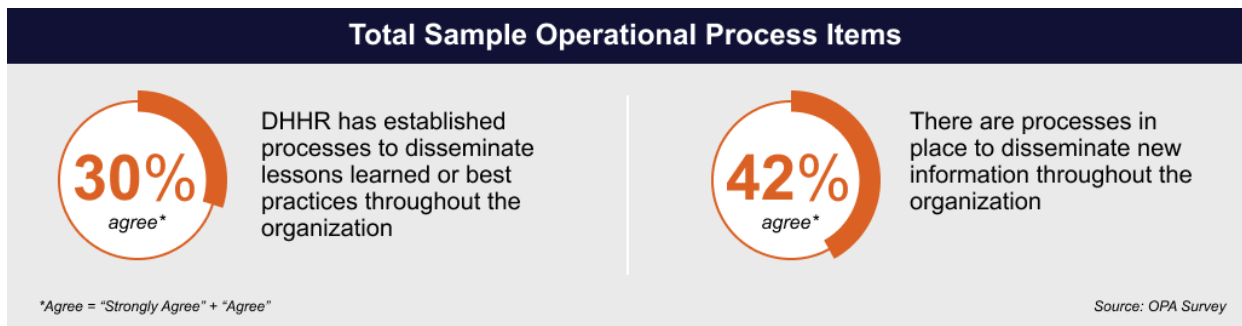 Total Sample Operational Process Items
30%
agree*
DHHR has established
processes to disseminate
lessons learned or best
practices throughout the
organization
42%
agree*
There are processes in
place to disseminate new
information throughout the
organization
*Agree = “Strongly Agree” + “Agree”
Source: OPA Survey